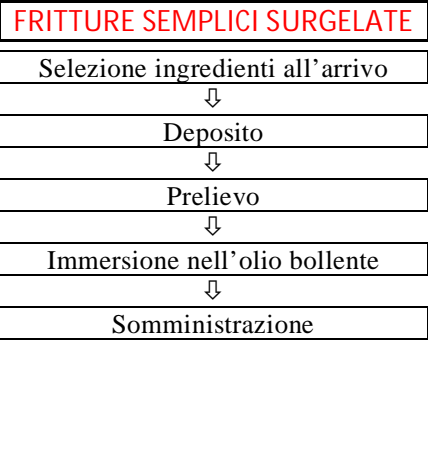 FRITTURE SEMPLICI SURGELATE
Selezione ingredienti all’arrivo
⇩
Deposito
⇩
Prelievo
⇩
Immersione nell’olio bollente
⇩
Somministrazione